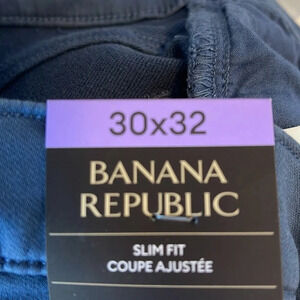 30x32
BANANA
REPUBLIC
SLIM FIT
COUPE AJUSTÉE